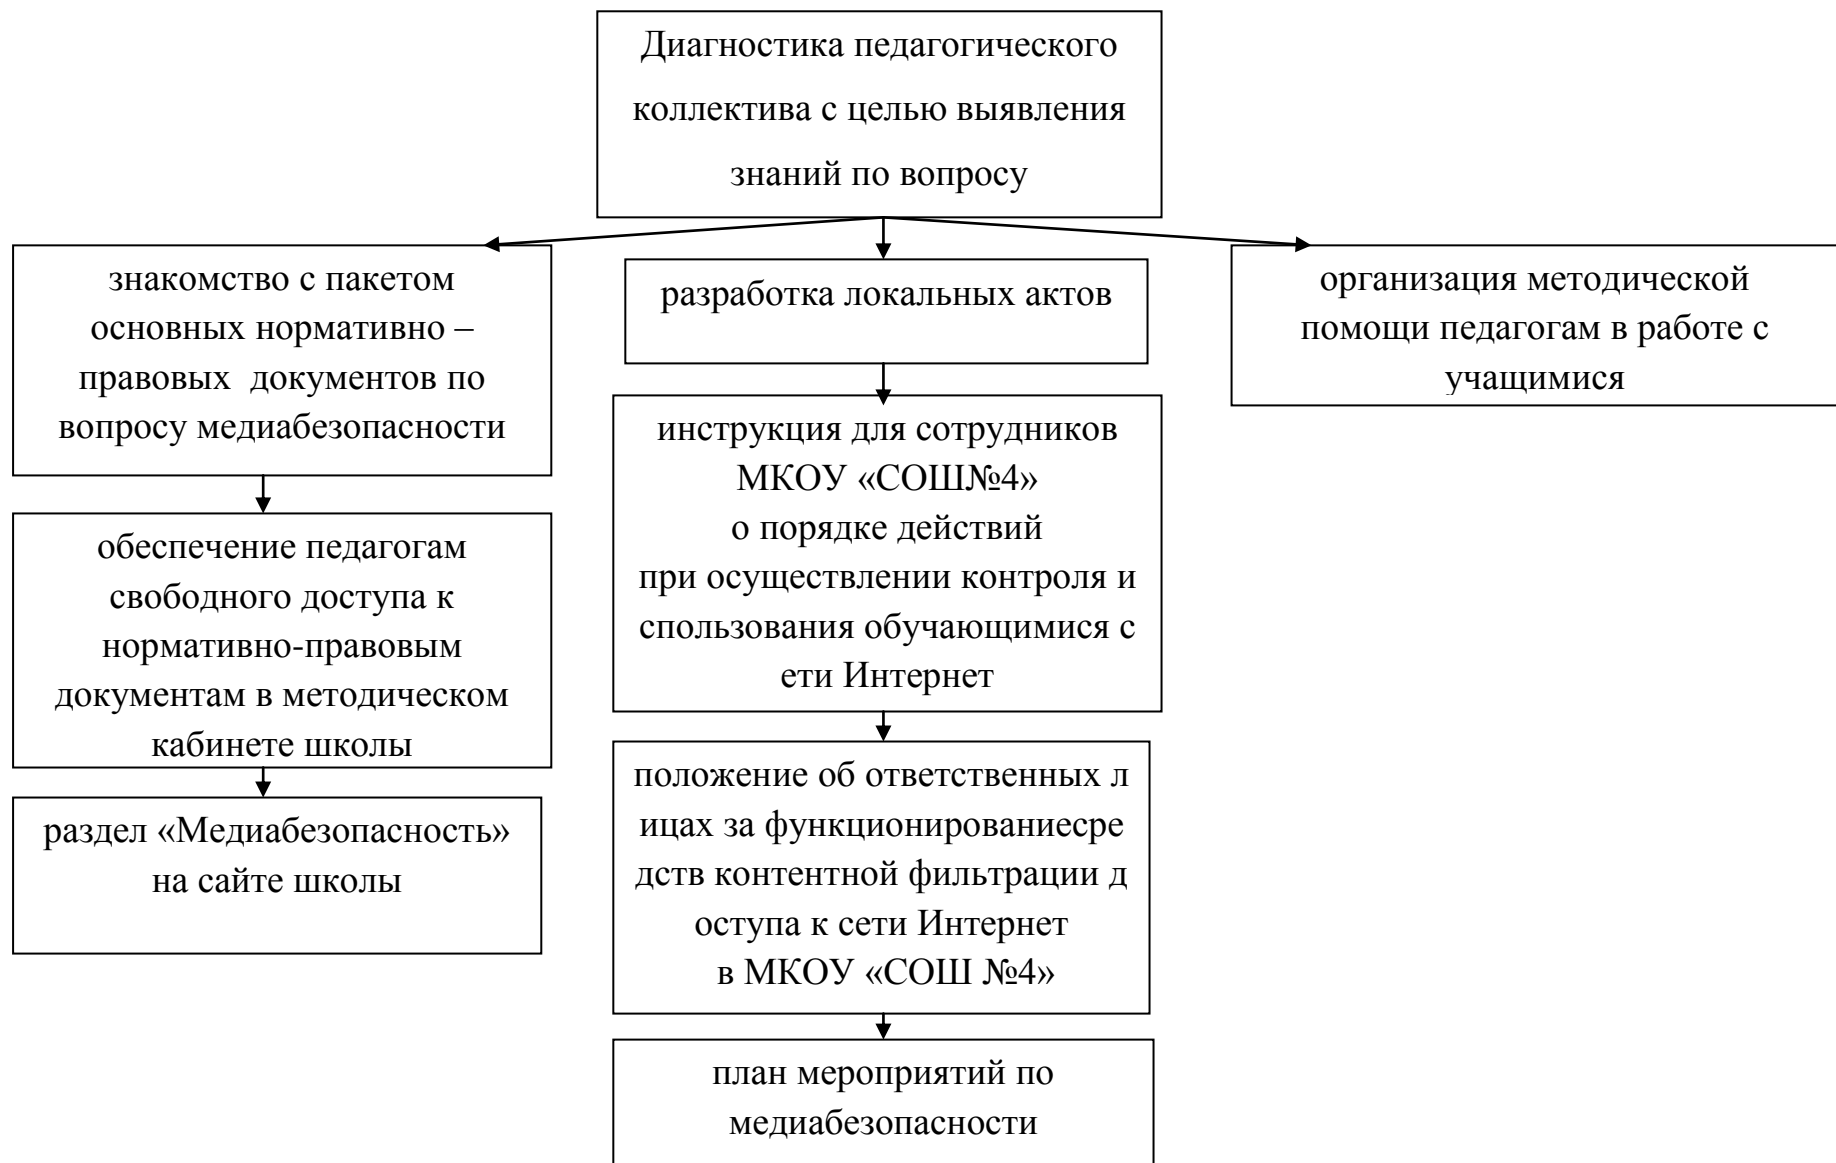 Диагностика педагогического
коллектива с целью выявления
знаний по вопросу
знакомство с пакетом
основных нормативно –
правовых документов по
вопросу медиабезопасности
обеспечение педагогам
свободного доступа к
нормативно-правовым
документам в методическом
кабинете школы
раздел «Медиабезопасность»
на сайте школы
разработка локальных актов
инструкция для сотрудников
МКОУ «СОШ№4»
о порядке действий
при осуществлении контроля и
спользования обучающимися с
ети Интернет
положение об ответственных л
ицах за функционированиесре
дств контентной фильтрации д
оступа к сети Интернет
в МКОУ «СОШ №4»
план мероприятий по
медиабезопасности
организация методической
помощи педагогам в работе с
учащимися